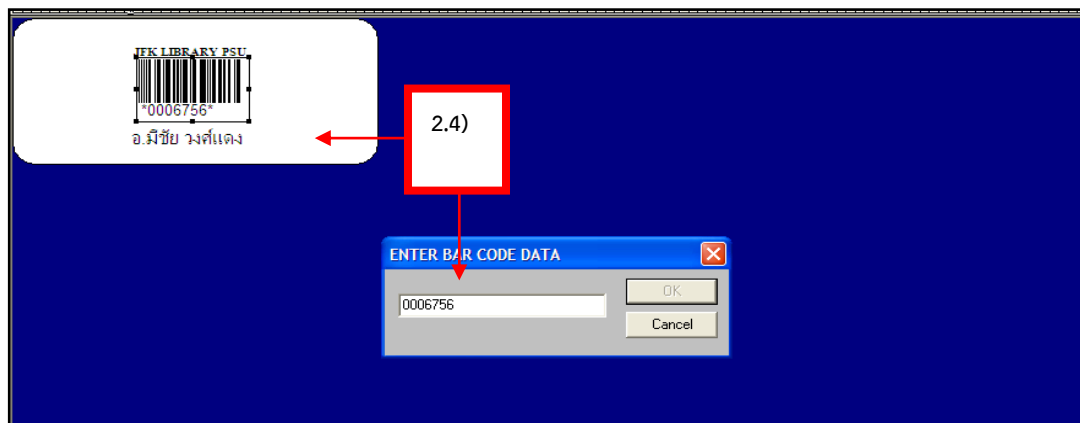 JFK LIBRARY PSU
*0006756*
อ.มีชัย วงศ์แดง
2.4)
ENTER BAR CODE DATA
0006756
OK
Cancel